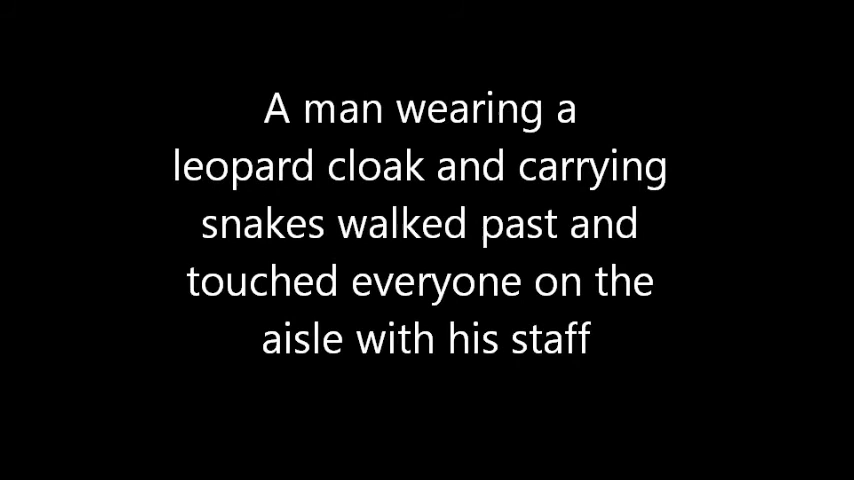 A man wearing a
leopard cloak and carrying
snakes walked past and
touched everyone on the
aisle with his staff